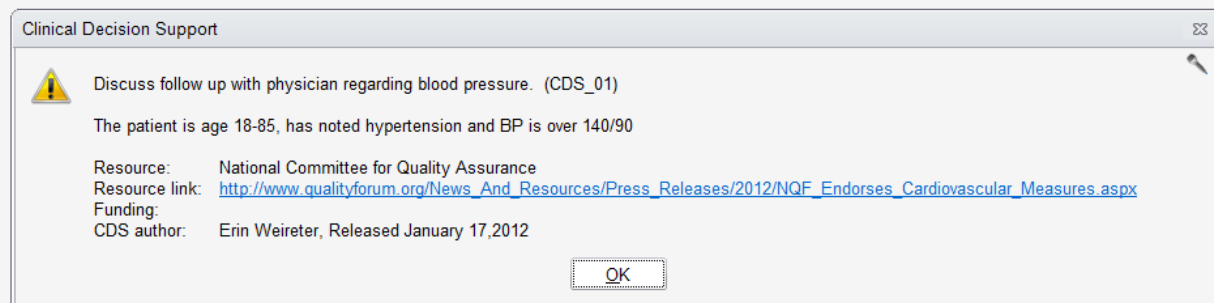 Clinical Decision Support
Discuss follow up with physician regarding blood pressure. (CDS_01)
The patient is age 18-85, has noted hypertension and BP is over 140/90
Resource: National Committee for Quality Assurance
Resource link: http://www.qualityforum.org/News_And_Resources/Press_Releases/2012/NQF_Endorses_Cardiovascular_Measures.aspx
Funding:
CDS author: Erin Weireter, Released January 17,2012
OK